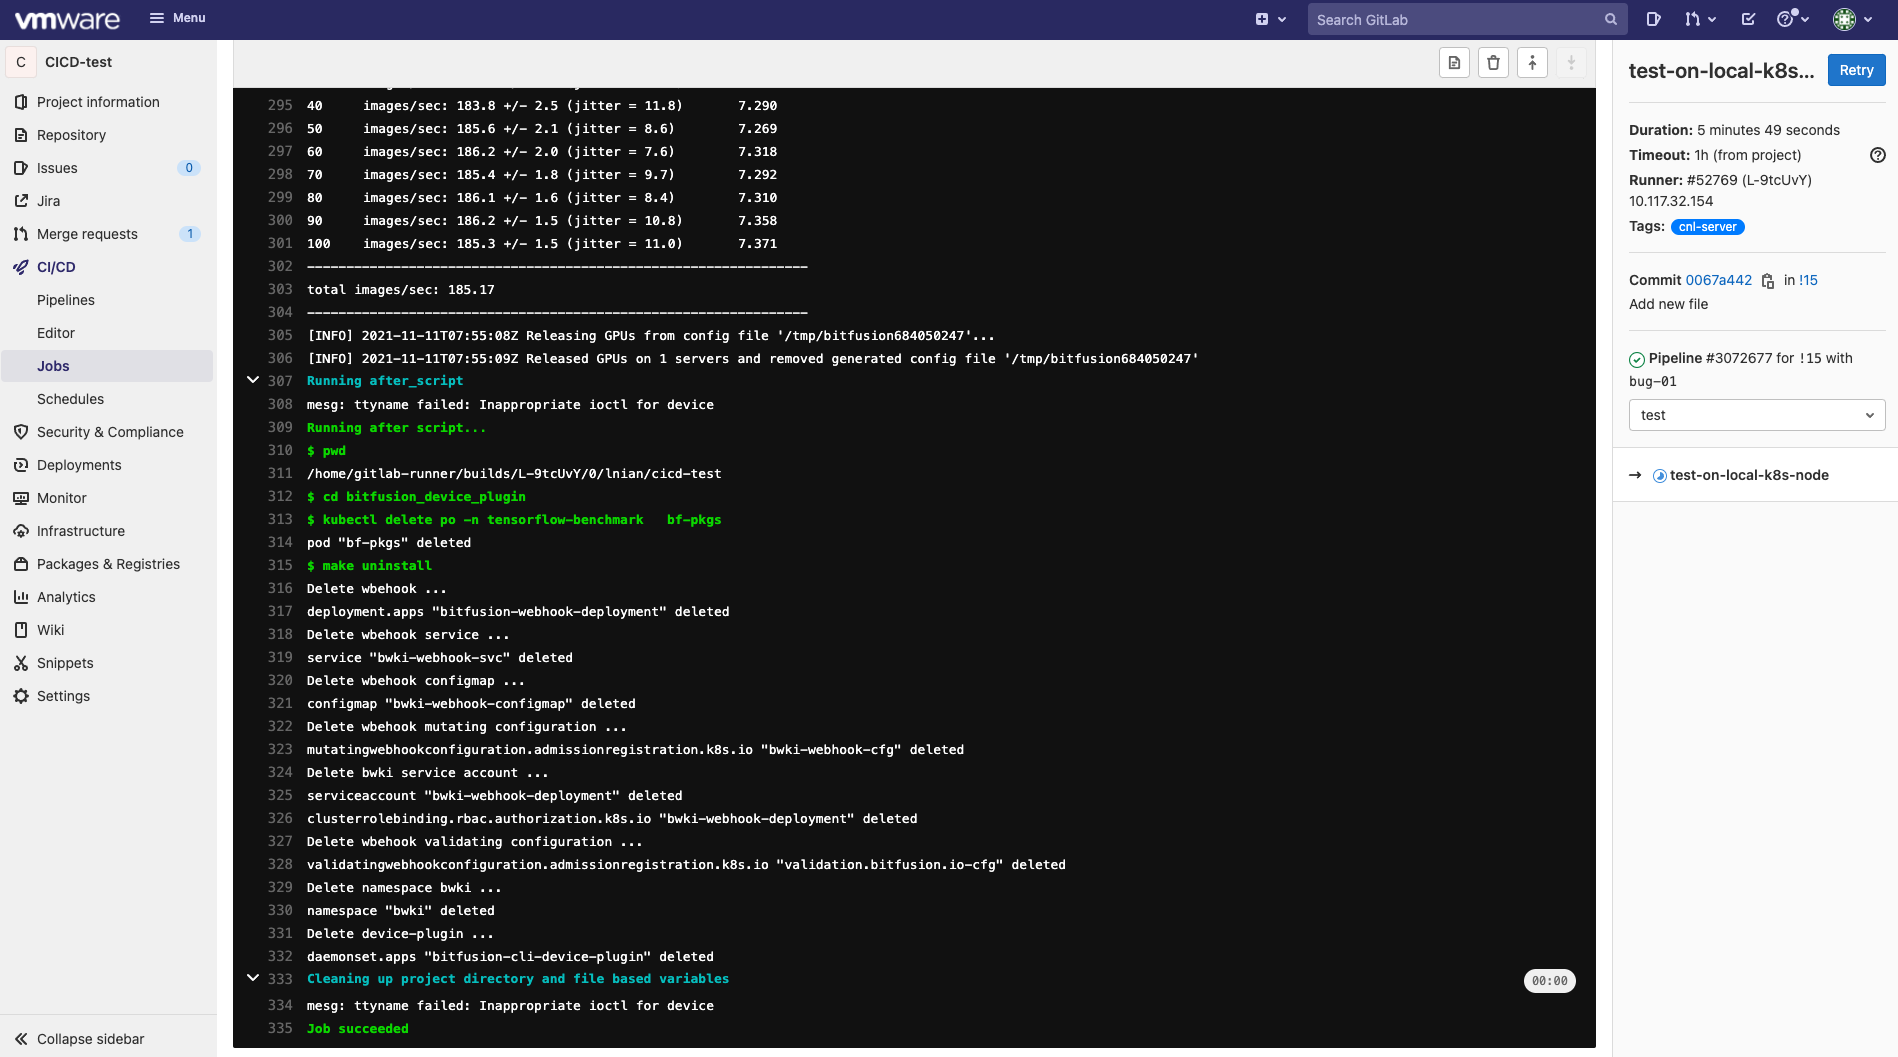 vmware
Menu
Search GitLab
C
CICD-test
Project information
Repository
Issues
0
Jira
Merge requests
1
CI/CD
Pipelines
Editor
Jobs
Schedules
Security & Compliance
Deployments
Monitor
Infrastructure
Packages & Registries
Analytics
Wiki
Snippets
Settings
Collapse sidebar
295 40 images/sec: 183.8 +/- 2.5 (jitter = 11.8) 7.290
296 50 images/sec: 185.6 +/- 2.1 (jitter = 8.6) 7.269
297 60 images/sec: 186.2 +/- 2.0 (jitter = 7.6) 7.318
298 70 images/sec: 185.4 +/- 1.8 (jitter = 9.7) 7.292
299 80 images/sec: 186.1 +/- 1.6 (jitter = 8.4) 7.310
300 90 images/sec: 186.2 +/- 1.5 (jitter = 10.8) 7.358
301 100 images/sec: 185.3 +/- 1.5 (jitter = 11.0) 7.371
302 ----------------------------------------------------------------
303 total images/sec: 185.17
304 ----------------------------------------------------------------
305 [INFO] 2021-11-11T07:55:08Z Releasing GPUs from config file '/tmp/bitfusion684050247'...
306 [INFO] 2021-11-11T07:55:09Z Released GPUs on 1 servers and removed generated config file '/tmp/bitfusion684050247'
307 Running after_script
308 mesg: ttyname failed: Inappropriate ioctl for device
309 Running after script...
310 $ pwd
311 /home/gitlab-runner/builds/L-9tcUvY/0/lnian/cicd-test
312 $ cd bitfusion_device_plugin
313 $ kubectl delete po -n tensorflow-benchmark bf-pkgs
314 pod "bf-pkgs" deleted
315 $ make uninstall
316 Delete wbehook ...
317 deployment.apps "bitfusion-webhook-deployment" deleted
318 Delete wbehook service ...
319 service "bwki-webhook-svc" deleted
320 Delete wbehook configmap ...
321 configmap "bwki-webhook-configmap" deleted
322 Delete wbehook mutating configuration ...
323 mutatingwebhookconfiguration.admissionregistration.k8s.io "bwki-webhook-cfg" deleted
324 Delete bwki service account ...
325 serviceaccount "bwki-webhook-deployment" deleted
326 clusterrolebinding.rbac.authorization.k8s.io "bwki-webhook-deployment" deleted
327 Delete wbehook validating configuration ...
328 validatingwebhookconfiguration.admissionregistration.k8s.io "validation.bitfusion.io-cfg" deleted
329 Delete namespace bwki ...
330 namespace "bwki" deleted
331 Delete device-plugin ...
332 daemonset.apps "bitfusion-cli-device-plugin" deleted
333 Cleaning up project directory and file based variables 00:00
334 mesg: ttyname failed: Inappropriate ioctl for device
335 Job succeeded
test-on-local-k8s...
Retry
Duration: 5 minutes 49 seconds
Timeout: 1h (from project)
Runner: #52769 (L-9tcUvY)
10.117.32.154
Tags: cnl-server
Commit 0067a442 in !15
Add new file
Pipeline #3072677 for !15 with
bug-01
test
→ test-on-local-k8s-node